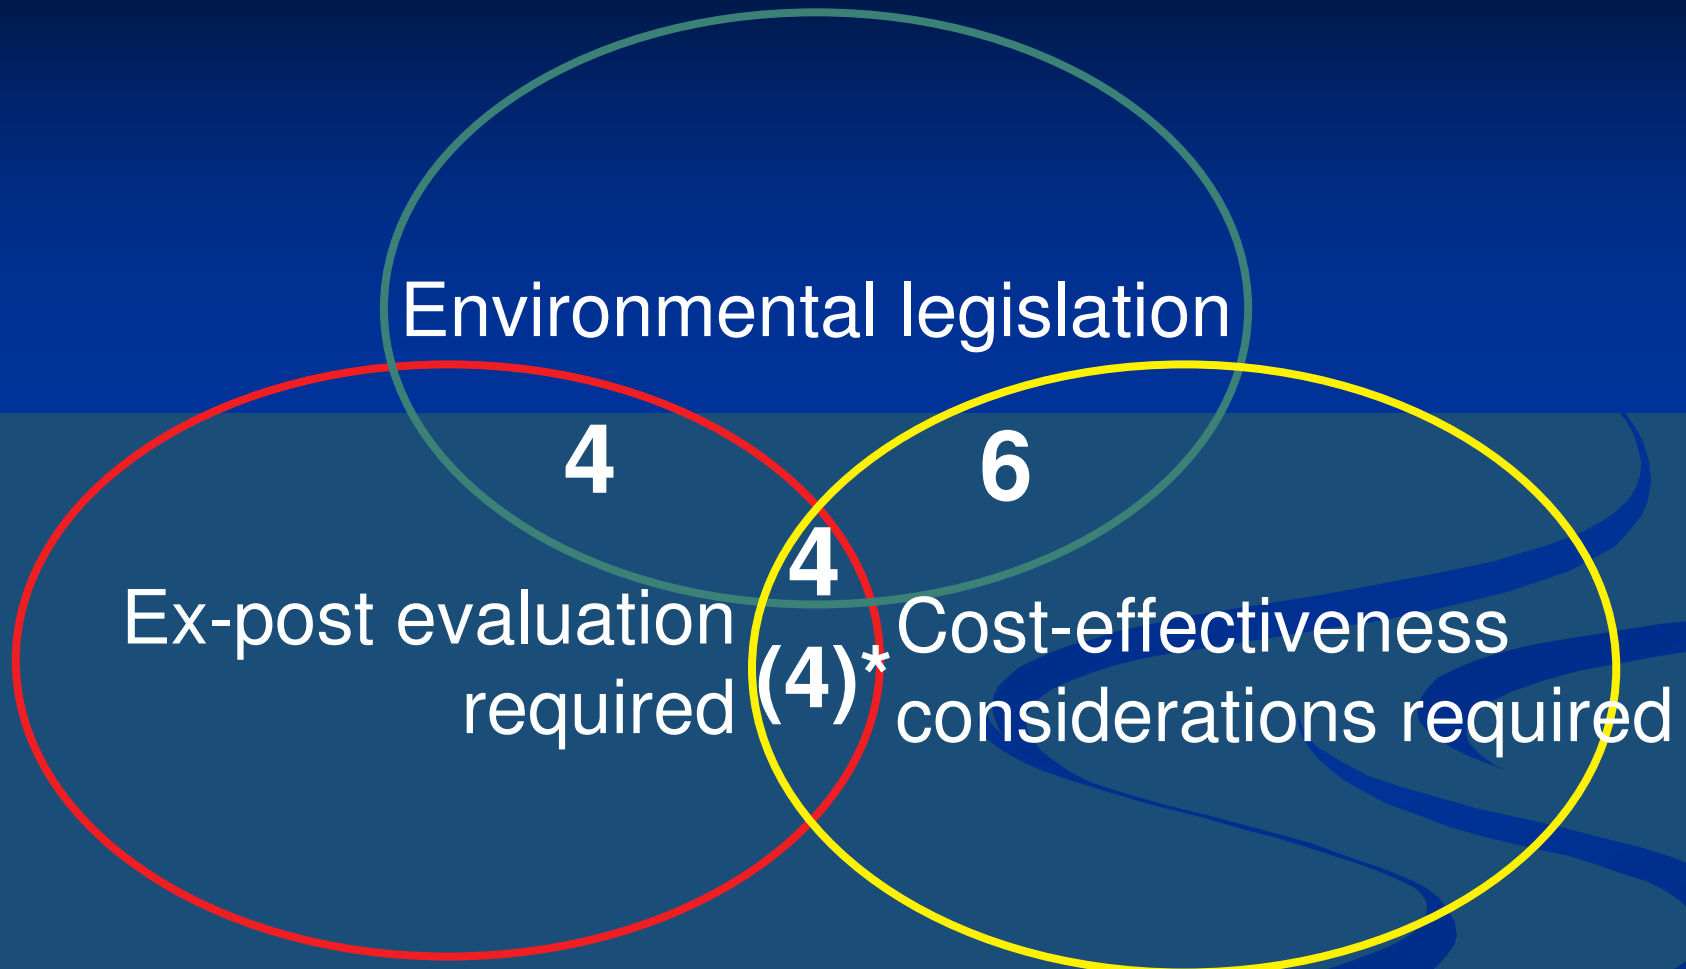 Environmental legislation
4
6
4
(4)*
Ex-post evaluation
required
Cost-effectiveness
considerations required